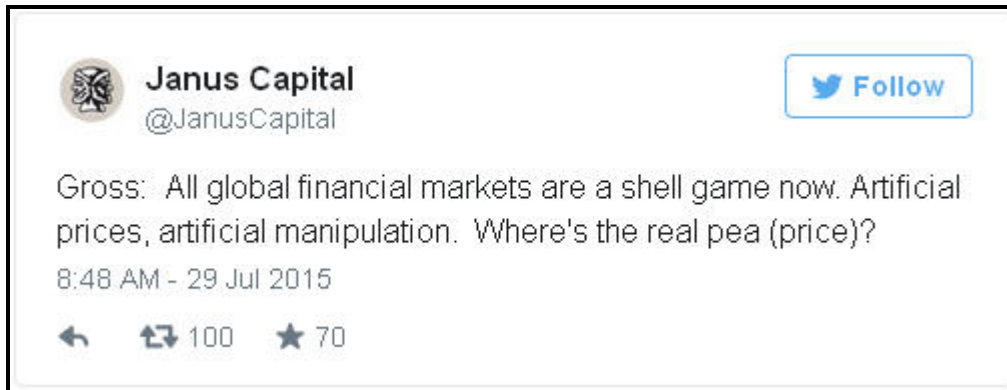 Janus Capital
@JanusCapital
Follow
Gross:  All global financial markets are a shell game now. Artificial
prices, artificial manipulation.  Where's the real pea (price)?
8:48 AM - 29 Jul 2015
100 70